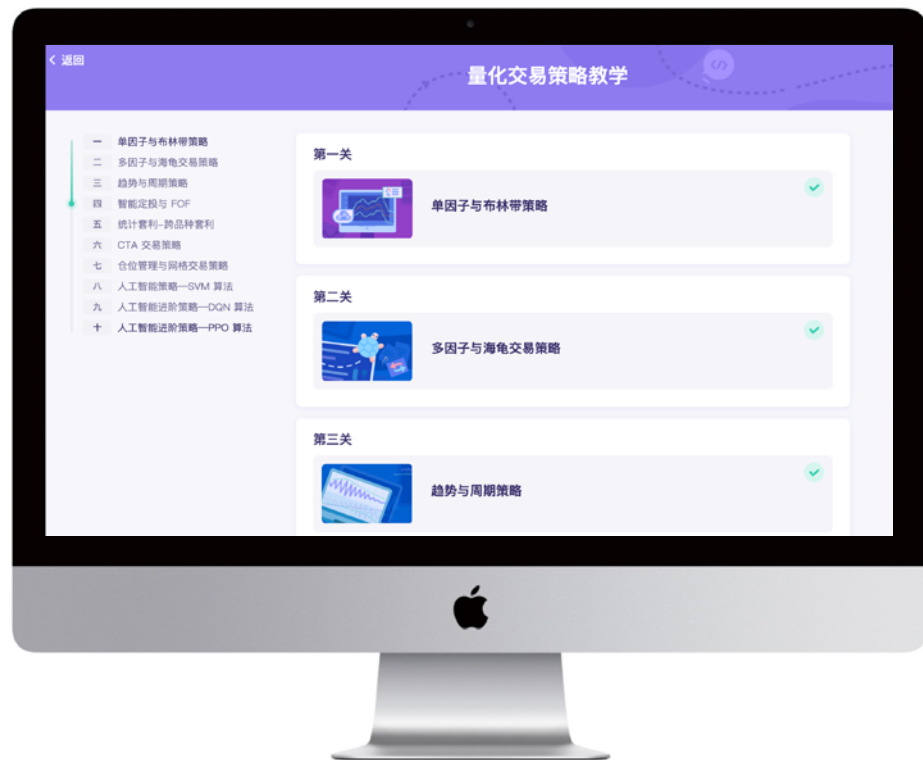 返回
量化交易策略教学
一 单因子与布林带策略
二 多因子与海龟交易策略
三 趋势与周期策略
四 智能定投与 FOF
五 统计套利-跨品种套利
六 CTA 交易策略
七 仓位管理与网格交易策略
八 人工智能策略—SVM 算法
九 人工智能进阶策略—DQN 算法
十 人工智能进阶策略—PPO 算法
第一关
单因子与布林带策略
第二关
多因子与海龟交易策略
第三关
趋势与周期策略